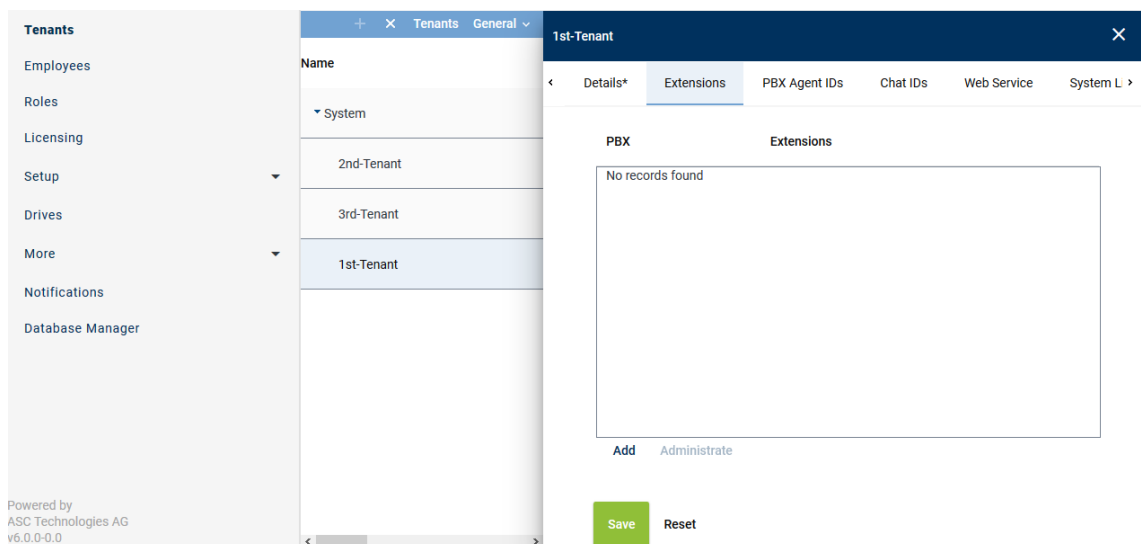 Tenants
Employees
Roles
Licensing
Setup
Drives
More
Notifications
Database Manager
Powered by
ASC Technologies AG
v6.0.0-0.0
Tenants General
Name
System
2nd-Tenant
3rd-Tenant
1st-Tenant
1st-Tenant
Details* Extensions PBX Agent IDs Chat IDs Web Service System L
PBX Extensions
No records found
Add Administrate
Save Reset